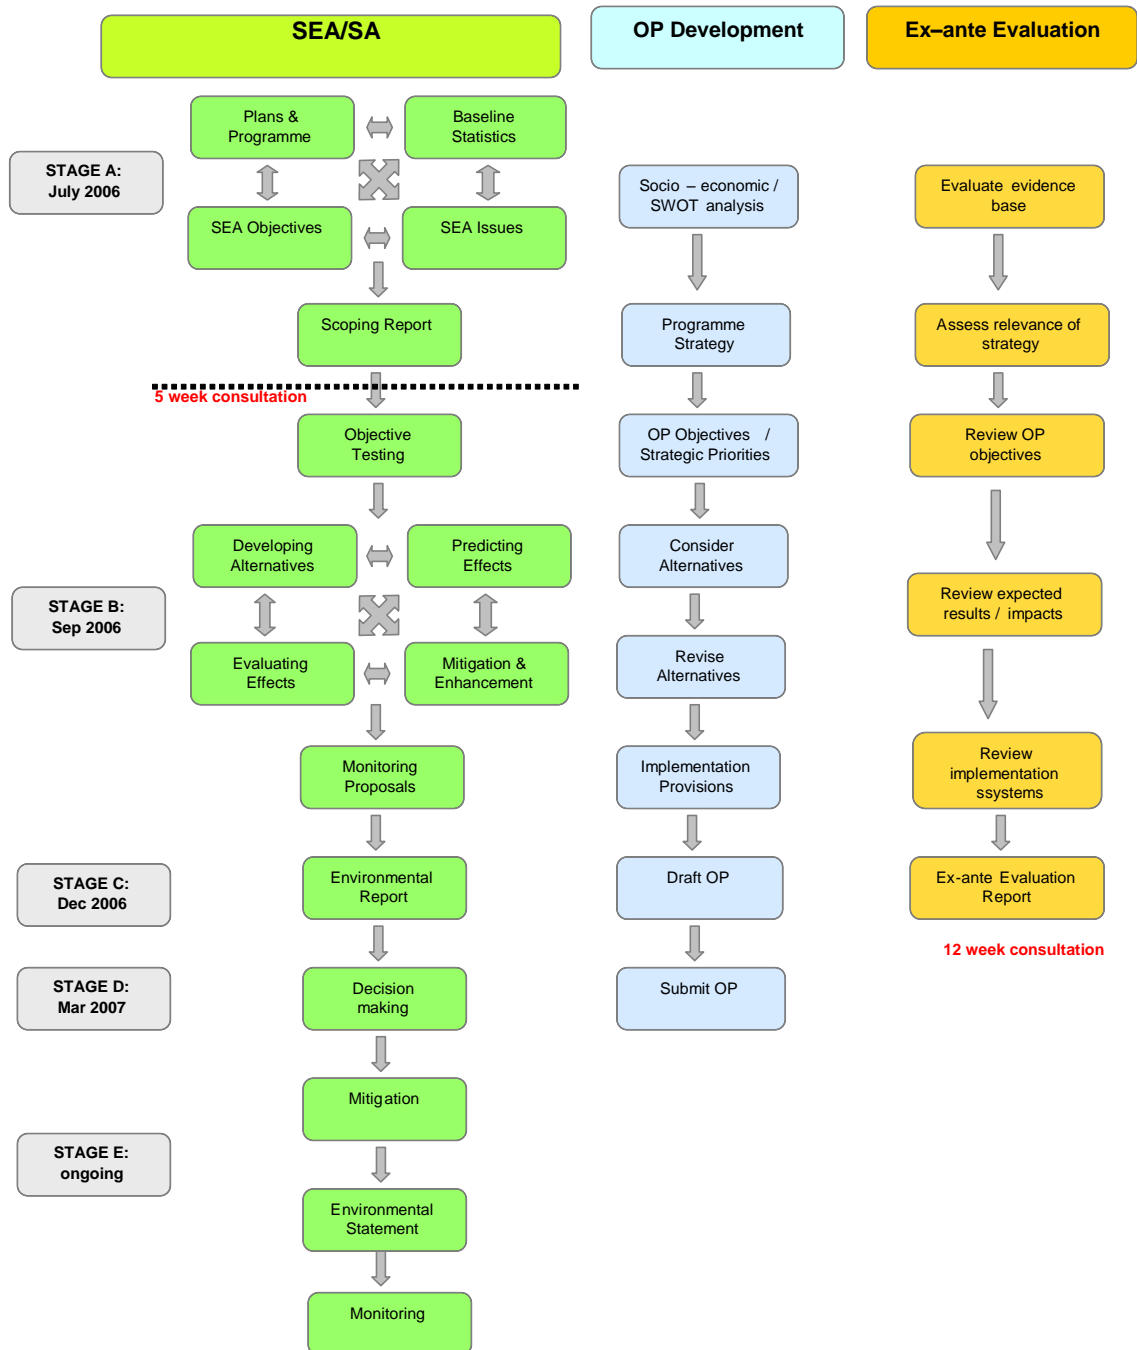 SEA/SA
OP Development
Ex–ante Evaluation
Plans &
Programme
Baseline
Statistics
STAGE A:
July 2006
SEA Objectives
SEA Issues
Scoping Report
5 week consultation
Objective
Testing
Developing
Alternatives
Predicting
Effects
STAGE B:
Sep 2006
Evaluating
Effects
Mitigation &
Enhancement
Monitoring
Proposals
STAGE C:
Dec 2006
Environmental
Report
STAGE D:
Mar 2007
Decision
making
Mitigation
STAGE E:
ongoing
Environmental
Statement
Monitoring
Socio – economic /
SWOT analysis
Programme
Strategy
OP Objectives /
Strategic Priorities
Consider
Alternatives
Revise
Alternatives
Implementation
Provisions
Draft OP
Submit OP
Evaluate evidence
base
Assess relevance of
strategy
Review OP
objectives
Review expected
results / impacts
Review
implementation
ssystems
Ex-ante Evaluation
Report
12 week consultation